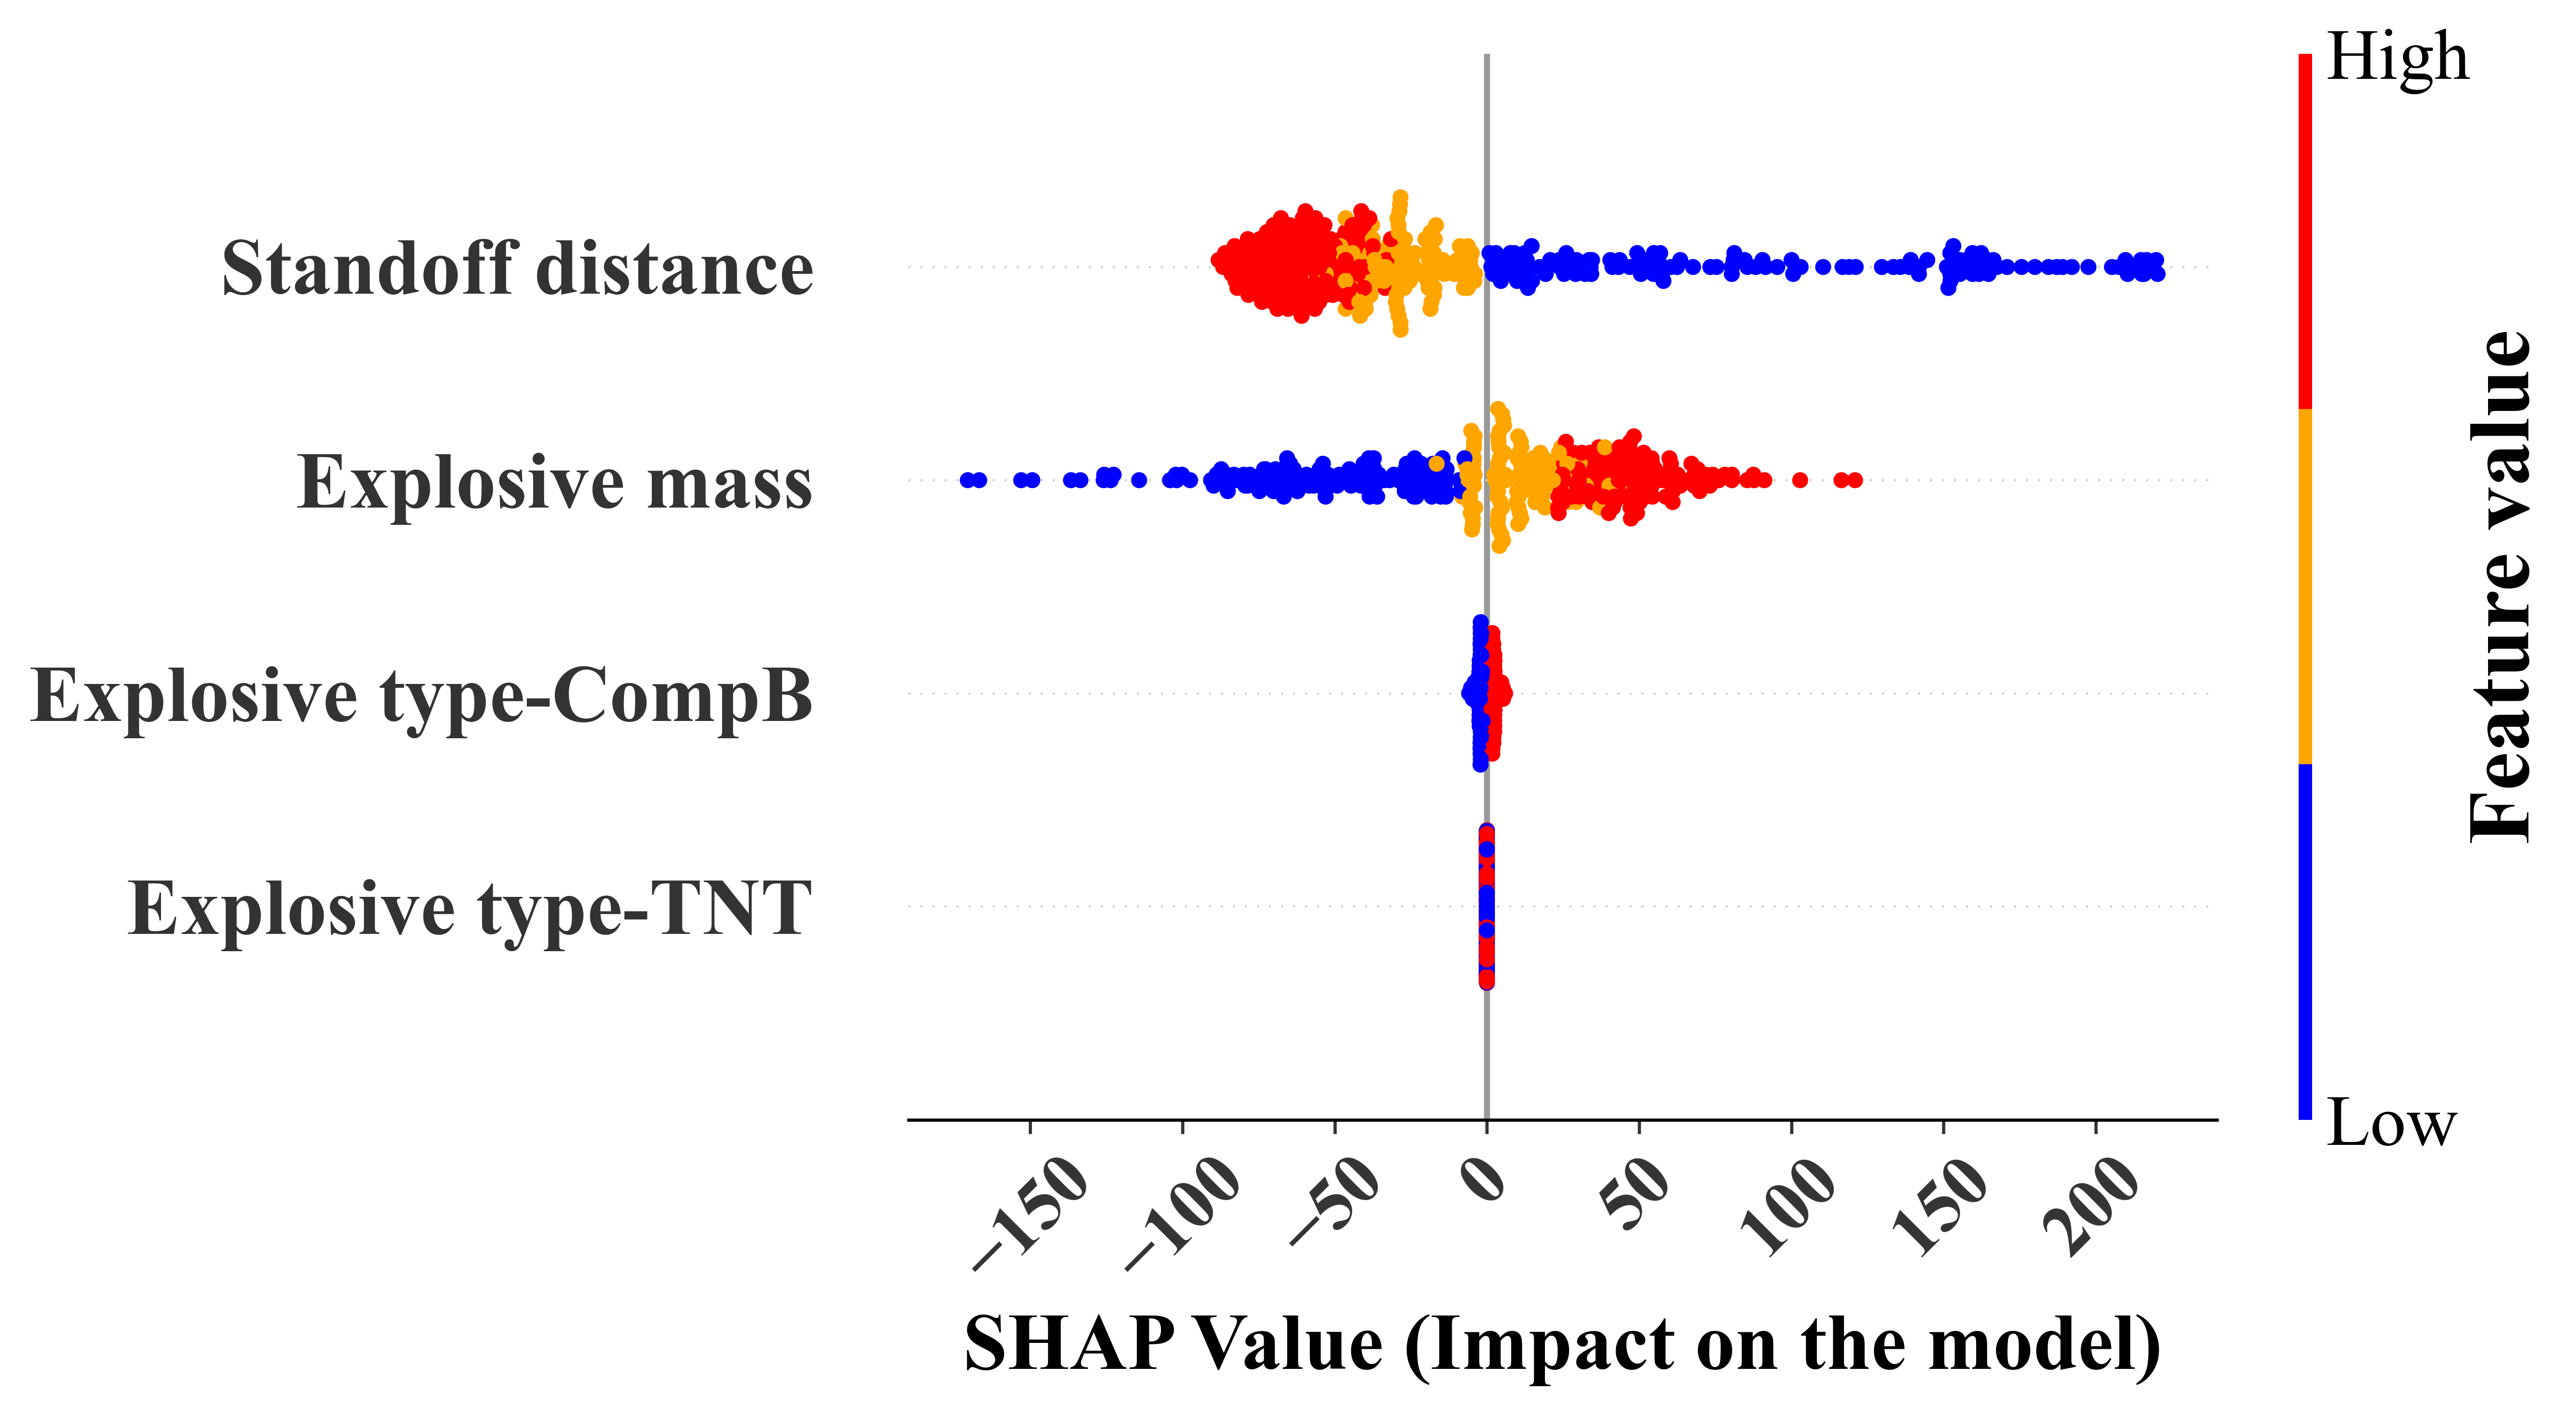 High
Standoff distance
Explosive mass
Explosive type-CompB
Explosive type-TNT
Feature value
Low
−150
−100
−50
0
50
100
150
200
SHAP Value (Impact on the model)